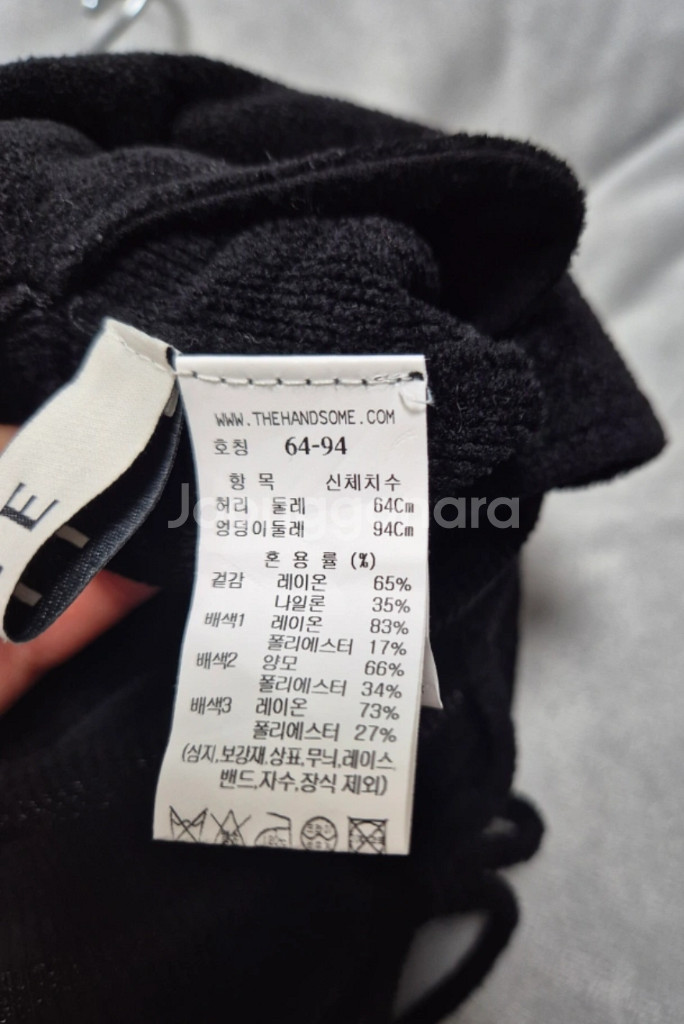 WWW.THEHANDSOME.COM
호칭 64-94
항 목 신체치수
허리 둘레 64Cm
엉덩이둘레 94Cm
혼 용 률 (%)
겉감 레이온 65%
나일론 35%
배색1 레이온 83%
폴리에스터 17%
배색2 양모 66%
폴리에스터 34%
배색3 레이온 73%
폴리에스터 27%
(심지,보강재,상표,무늬,레이스
밴드,자수,장식 제외)